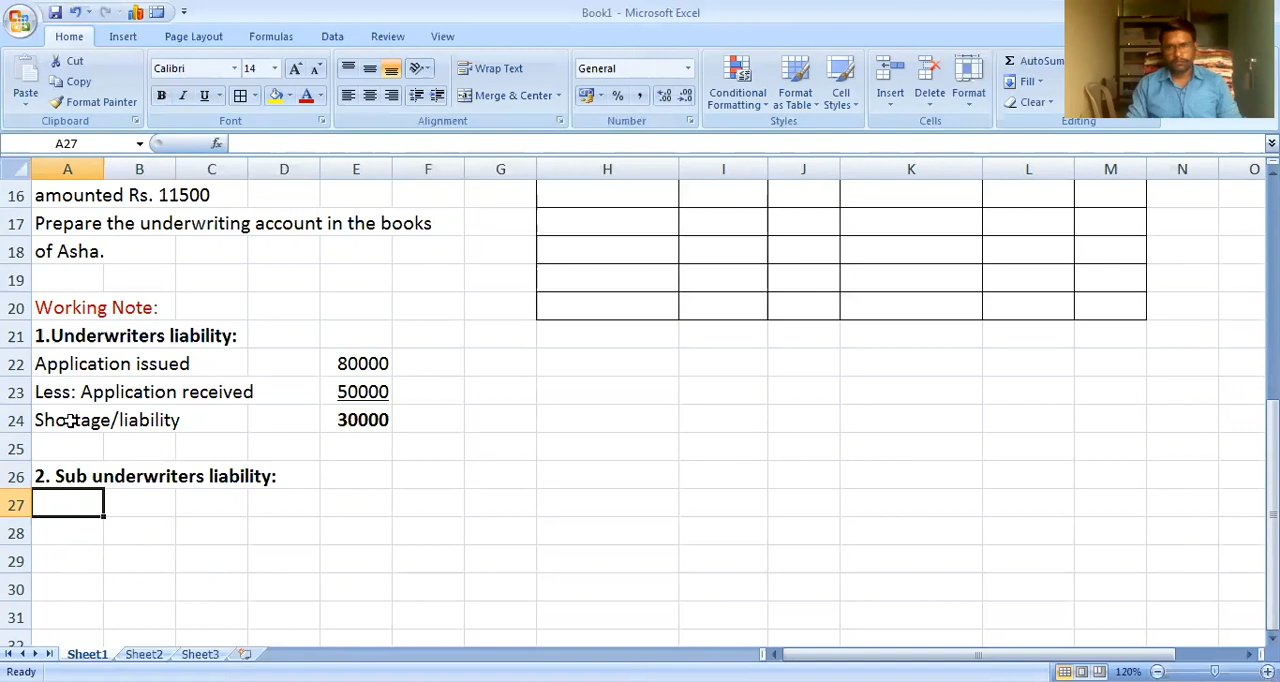 Book1 - Microsoft Excel
Home Insert Page Layout Formulas Data Review View
Cut
Copy
Format Painter
Paste
Clipboard
Calibri 14
Font
Wrap Text
Merge & Center
Alignment
General
Number
Conditional Formatting
Format as Table
Cell Styles
Styles
Insert Delete Format
Cells
Σ AutoSum
Fill
Clear
Editing
A27 fx
A B C D E F G H I J K L M N O
16 amounted Rs. 11500
17 Prepare the underwriting account in the books
18 of Asha.
19
20 Working Note:
21 1.Underwriters liability:
22 Application issued 80000
23 Less: Application received 50000
24 Shortage/liability 30000
25
26 2. Sub underwriters liability:
27
28
29
30
31
32
Sheet1 Sheet2 Sheet3
Ready 120%